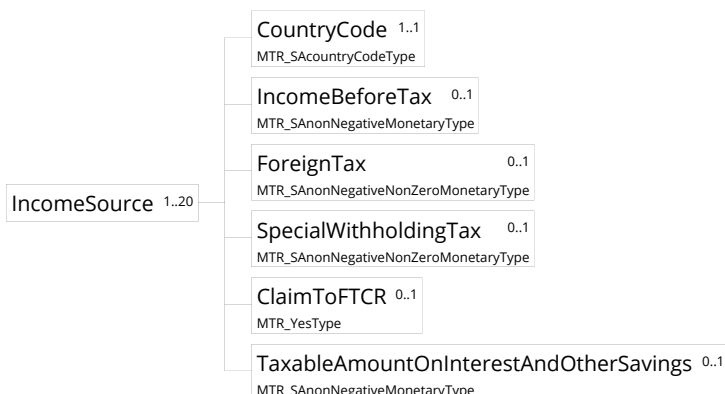 CountryCode 1..1
MTR_SAcountryCodeType
IncomeBeforeTax 0..1
MTR_SAnonNegativeMonetaryType
ForeignTax 0..1
MTR_SAnonNegativeNonZeroMonetaryType
IncomeSource 1..20
SpecialWithholdingTax 0..1
MTR_SAnonNegativeNonZeroMonetaryType
ClaimToFTCR 0..1
MTR_YesType
TaxableAmountOnInterestAndOtherSavings 0..1
MTR_SAnonNegativeMonetaryType